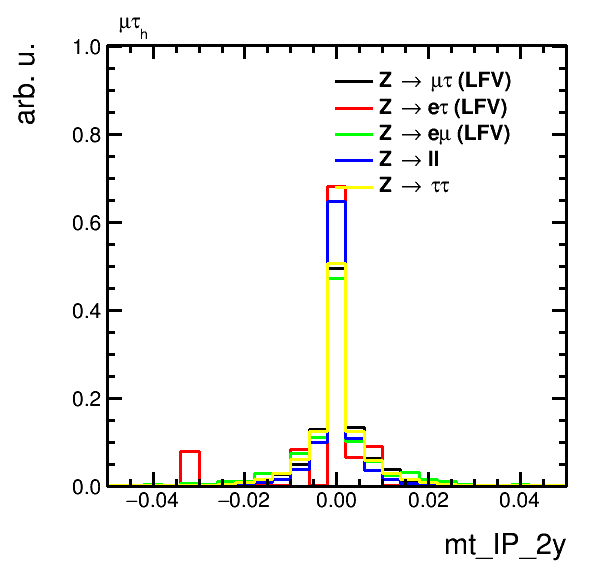 μτh
arb. u.
1.0
0.8
0.6
0.4
0.2
0.0
Z → μτ (LFV)
Z → eτ (LFV)
Z → eμ (LFV)
Z → ll
Z → ττ
−0.04 −0.02 0.00 0.02 0.04
mt_IP_2y